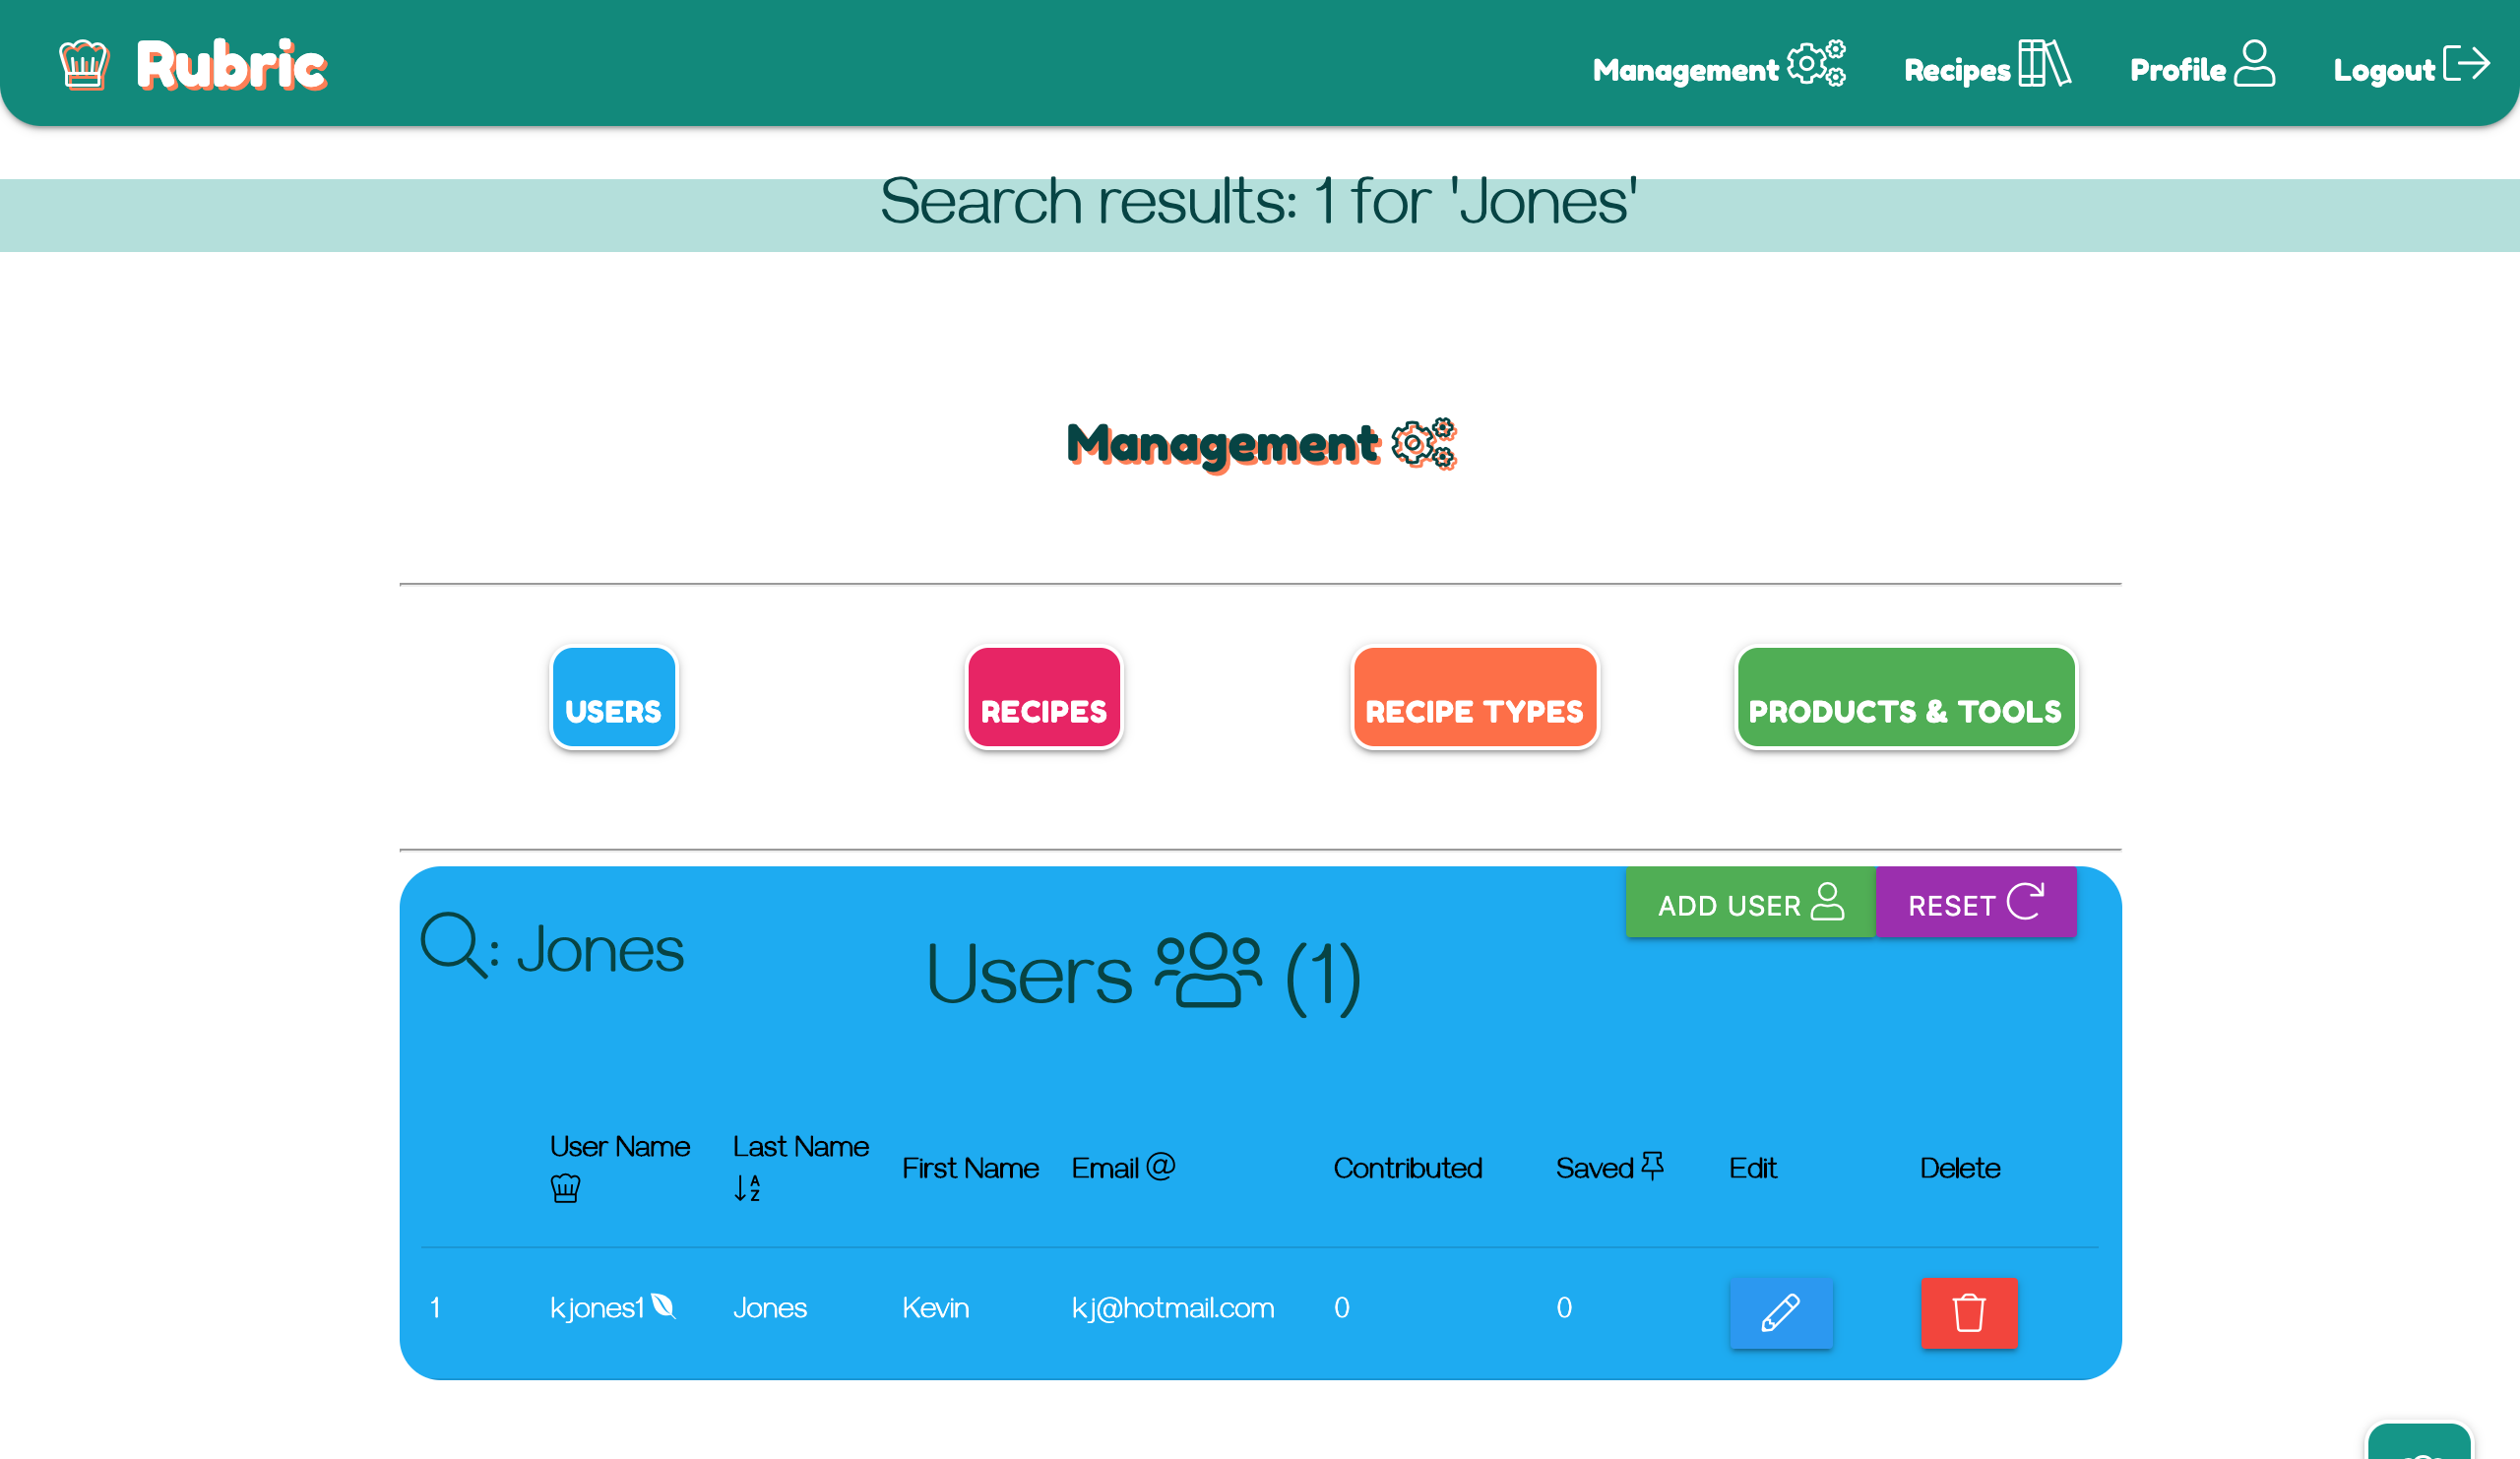 Rubric
Management Recipes Profile Logout
Search results: 1 for 'Jones'
Management
USERS RECIPES RECIPE TYPES PRODUCTS & TOOLS
ADD USER RESET
: Jones
Users (1)
User Name Last Name First Name Email @ Contributed Saved Edit Delete
1 kjones1 Jones Kevin kj@hotmail.com 0 0